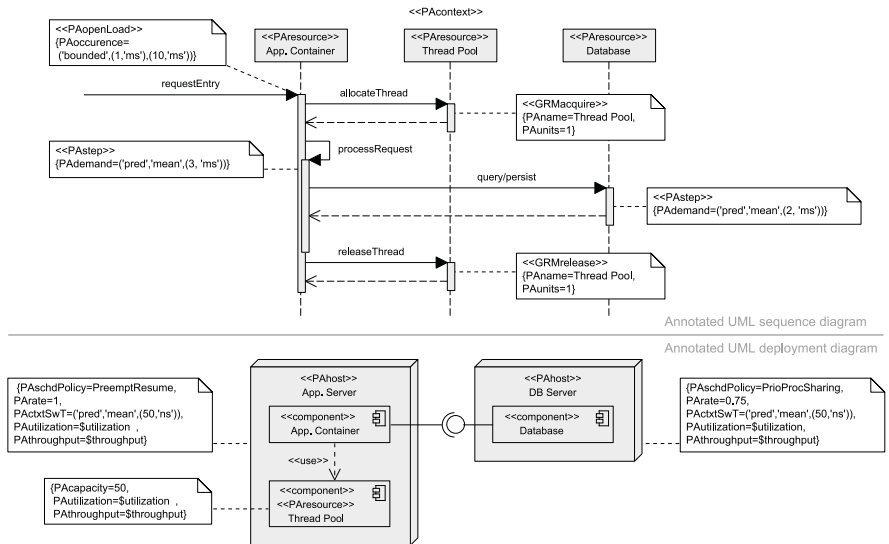 <<PAcontext>>
<<PAopenLoad>>
{PAoccurence=
('bounded',(1,'ms'),(10,'ms'))}
<<PAresource>>
App. Container
<<PAresource>>
Thread Pool
<<PAresource>>
Database
requestEntry
allocateThread
<<GRMacquire>>
{PAname=Thread Pool,
PAunits=1}
<<PAstep>>
{PAdemand=('pred','mean',(3, 'ms'))}
processRequest
query/persist
<<PAstep>>
{PAdemand=('pred','mean',(2, 'ms'))}
releaseThread
<<GRMrelease>>
{PAname=Thread Pool,
PAunits=1}
Annotated UML sequence diagram
Annotated UML deployment diagram
{PAschdPolicy=PreemptResume,
PArate=1,
PActxtSwT=('pred','mean',(50,'ns')),
PAutilization=$utilization ,
PAthroughput=$throughput}
<<PAhost>>
App. Server
<<component>>
App. Container
<<use>>
<<component>>
<<PAresource>>
Thread Pool
<<PAhost>>
DB Server
<<component>>
Database
{PAschdPolicy=PrioProcSharing,
PArate=0.75,
PActxtSwT=('pred','mean',(50,'ns')),
PAutilization=$utilization,
PAthroughput=$throughput}
{PAcapacity=50,
PAutilization=$utilization ,
PAthroughput=$throughput}